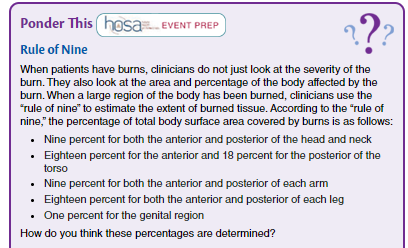 Ponder This hosa EVENT PREP
Rule of Nine
When patients have burns, clinicians do not just look at the severity of the
burn. They also look at the area and percentage of the body affected by the
burn. When a large region of the body has been burned, clinicians use the
“rule of nine” to estimate the extent of burned tissue. According to the “rule of
nine,” the percentage of total body surface area covered by burns is as follows:
• Nine percent for both the anterior and posterior of the head and neck
• Eighteen percent for the anterior and 18 percent for the posterior of the
torso
• Nine percent for both the anterior and posterior of each arm
• Eighteen percent for both the anterior and posterior of each leg
• One percent for the genital region
How do you think these percentages are determined?